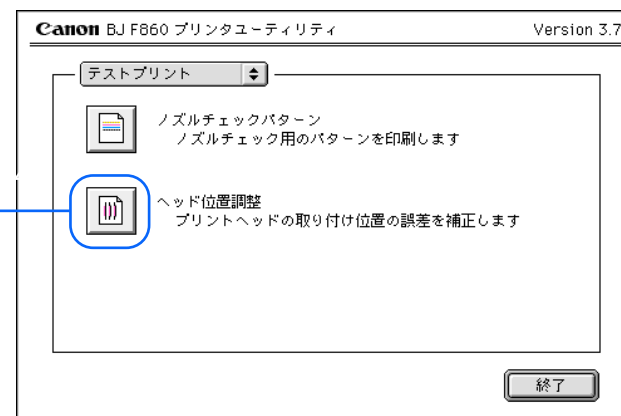 Canon BJ F860 プリンタユーティリティ Version 3.7
テストプリント
ノズルチェックパターン
ノズルチェック用のパターンを印刷します
ヘッド位置調整
プリントヘッドの取り付け位置の誤差を補正します
終了